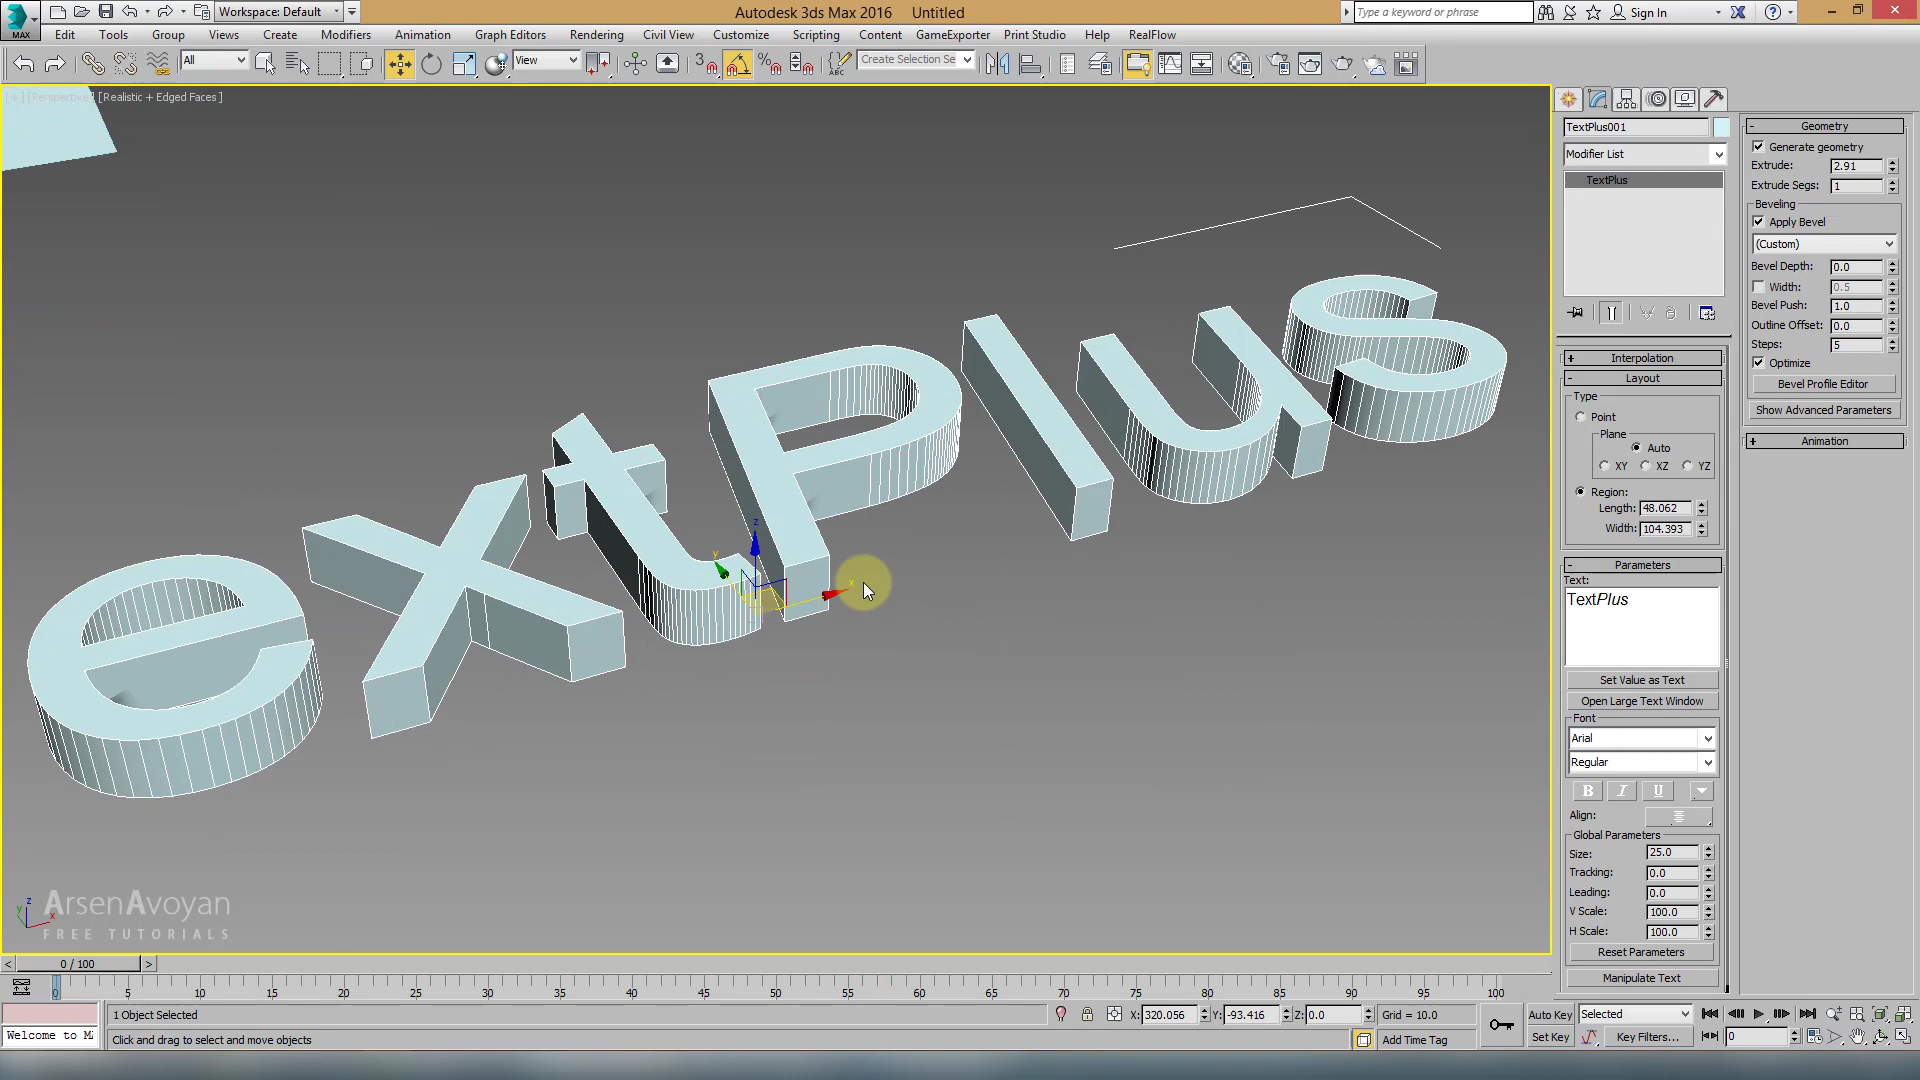 Workspace: Default
Autodesk 3ds Max 2016    Untitled
Type a keyword or phrase
Sign In
MAX
Edit Tools Group Views Create Modifiers Animation Graph Editors Rendering Civil View Customize Scripting Content GameExporter Print Studio Help RealFlow
All
View
3
ABC
Create Selection Se
[+] [Perspective] [Realistic + Edged Faces]
TextPlus001
Modifier List
TextPlus
Interpolation
Layout
Type
Point
Plane
Auto
XY XZ YZ
Region:
Length: 48.062
Width: 104.393
Parameters
Text:
TextPlus
Set Value as Text
Open Large Text Window
Font
Arial
Regular
B I U
Align:
Global Parameters
Size: 25.0
Tracking: 0.0
Leading: 0.0
V Scale: 100.0
H Scale: 100.0
Reset Parameters
Manipulate Text
Geometry
Generate geometry
Extrude: 2.91
Extrude Segs: 1
Beveling
Apply Bevel
(Custom)
Bevel Depth: 0.0
Width: 0.5
Bevel Push: 1.0
Outline Offset: 0.0
Steps: 5
Optimize
Bevel Profile Editor
Show Advanced Parameters
Animation
extPlus
z
y
x
ArsenAvoyan
FREE TUTORIALS
z
y
x
< 0 / 100 >
0 5 10 15 20 25 30 35 40 45 50 55 60 65 70 75 80 85 90 95 100
1 Object Selected
X: 320.056 Y: -93.416 Z: 0.0 Grid = 10.0
Auto Key Selected
Welcome to M
Click and drag to select and move objects
Add Time Tag
Set Key Key Filters... 0